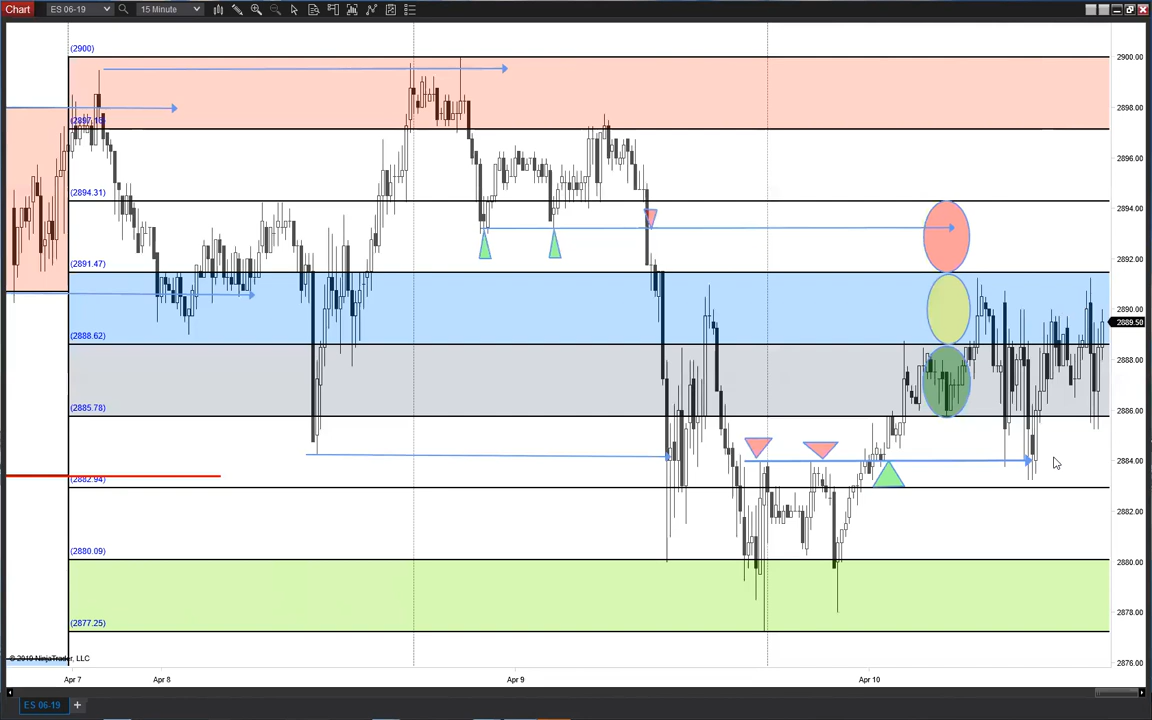 Chart
ES 06-19
15 Minute
(2900)
(2897.16)
(2894.31)
(2891.47)
(2888.62)
(2885.78)
(2882.94)
(2880.09)
(2877.25)
2900.00
2898.00
2896.00
2894.00
2892.00
2890.00
2889.50
2888.00
2886.00
2884.00
2882.00
2880.00
2878.00
2876.00
© 2019 NinjaTrader, LLC
Apr 7
Apr 8
Apr 9
Apr 10
ES 06-19
+